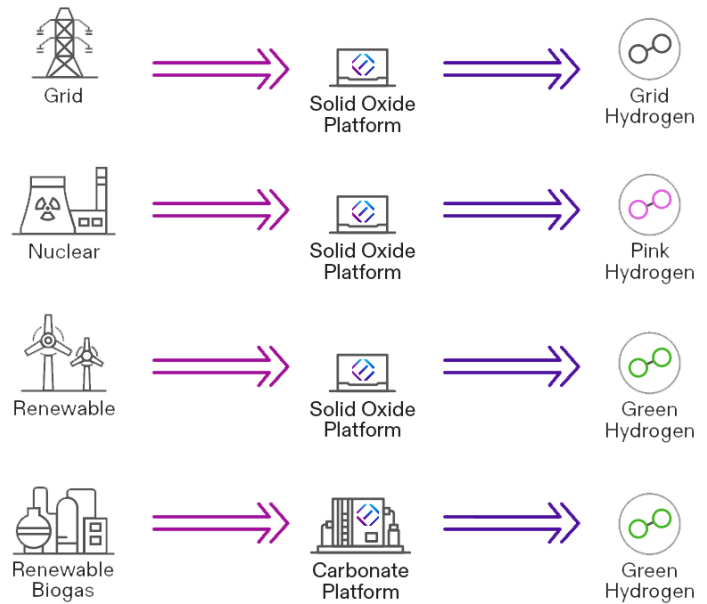 Grid
Solid Oxide
Platform
Grid
Hydrogen
Nuclear
Solid Oxide
Platform
Pink
Hydrogen
Renewable
Solid Oxide
Platform
Green
Hydrogen
Renewable
Biogas
Carbonate
Platform
Green
Hydrogen